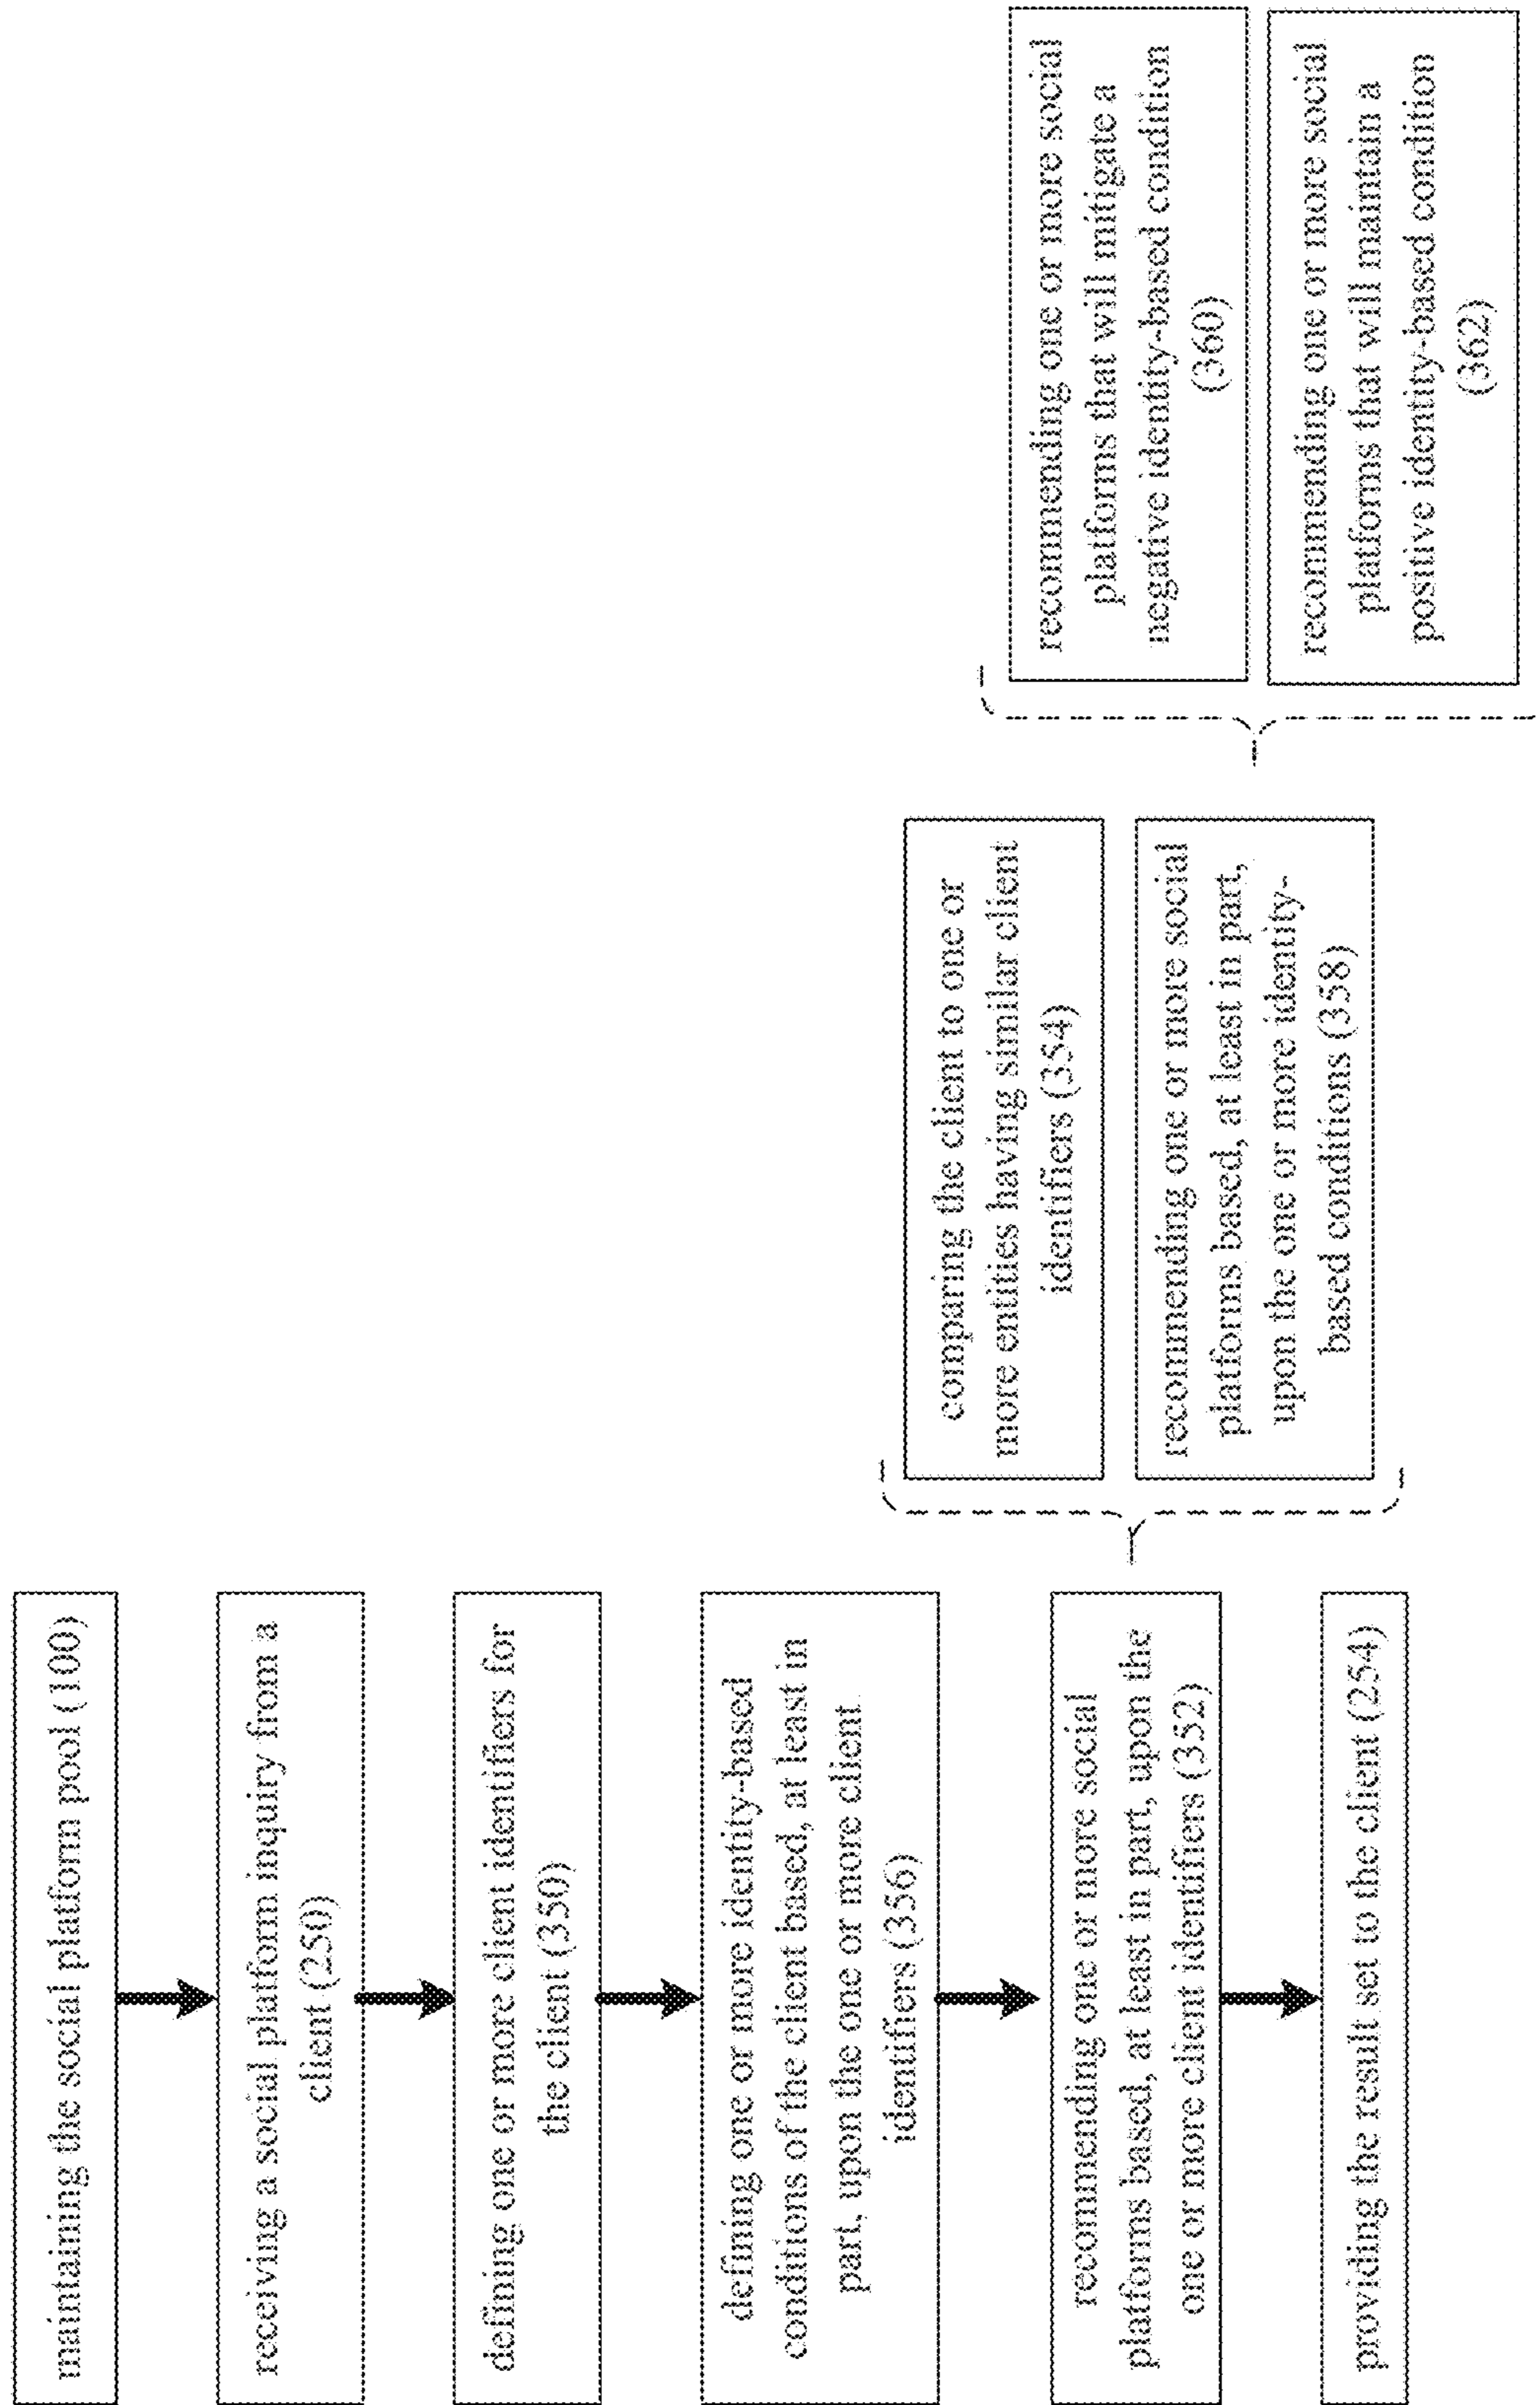 maintaining the social platform pool (100)
receiving a social platform inquiry from a
client (250)
defining one or more client identifiers for
the client (350)
defining one or more identity-based
conditions of the client based, at least in
part, upon the one or more client
identifiers (356)
recommending one or more social
platforms based, at least in part, upon the
one or more client identifiers (352)
providing the result set to the client (254)
comparing the client to one or
more entities having similar client
identifiers (354)
recommending one or more social
platforms based, at least in part,
upon the one or more identity-
based conditions (358)
recommending one or more social
platforms that will mitigate a
negative identity-based condition
(360)
recommending one or more social
platforms that will maintain a
positive identity-based condition
(362)